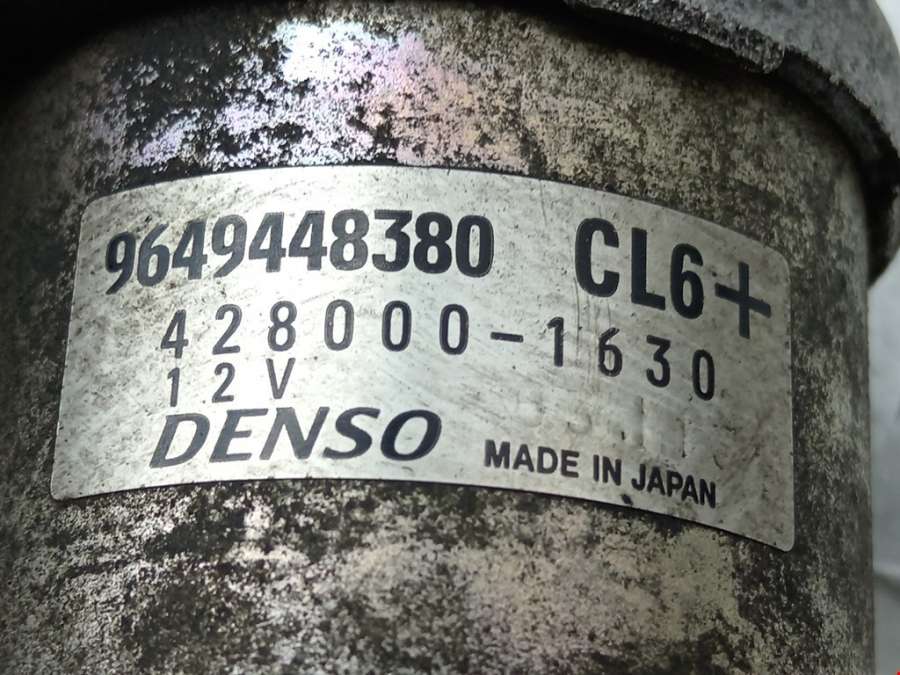 9649448380 CL6+
428000-1630
12V
DENSO MADE IN JAPAN